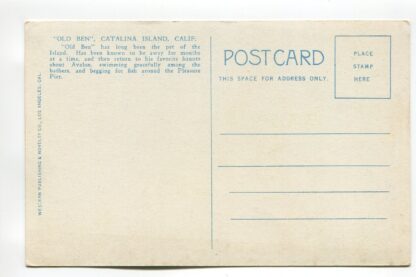 "OLD BEN", CATALINA ISLAND, CALIF.
"Old Ben" has long been the pet of the
Island. Has been known to be away for months
at a time, and then return to his favorite haunts
about Avalon, swimming gracefully among the
bathers, and begging for fish around the Pleasure
Pier.
WESTERN PUBLISHING & NOVELTY CO., LOS ANGELES, CAL.
POST CARD
THIS SPACE FOR ADDRESS ONLY.
PLACE
STAMP
HERE